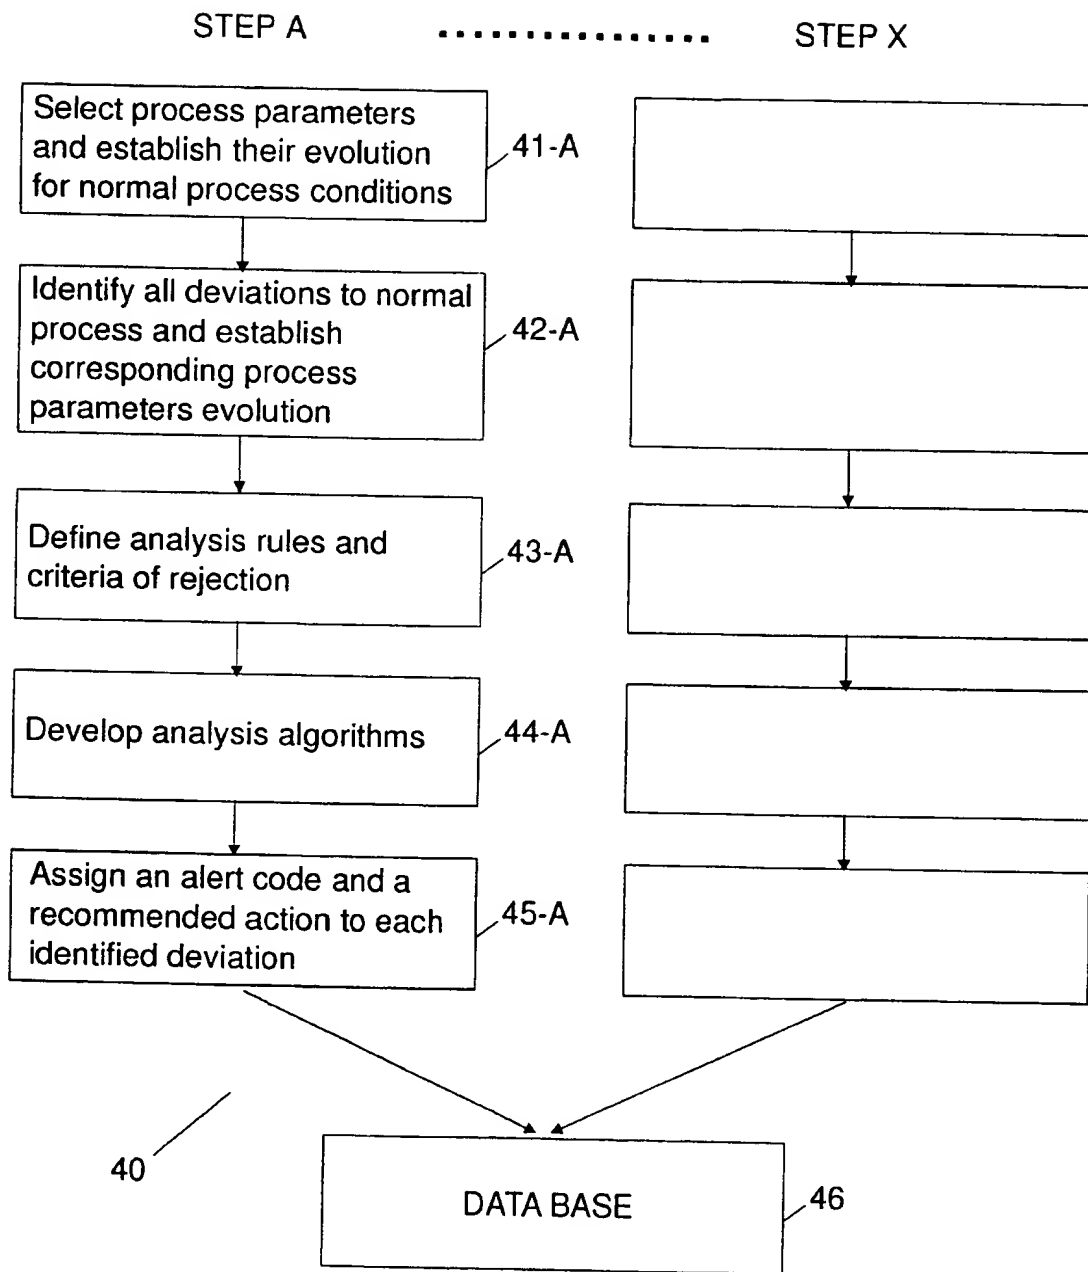 STEP A ............... STEP X
Select process parameters
and establish their evolution
for normal process conditions
41-A
Identify all deviations to normal
process and establish
corresponding process
parameters evolution
42-A
Define analysis rules and
criteria of rejection
43-A
Develop analysis algorithms
44-A
Assign an alert code and a
recommended action to each
identified deviation
45-A
40
DATA BASE
46